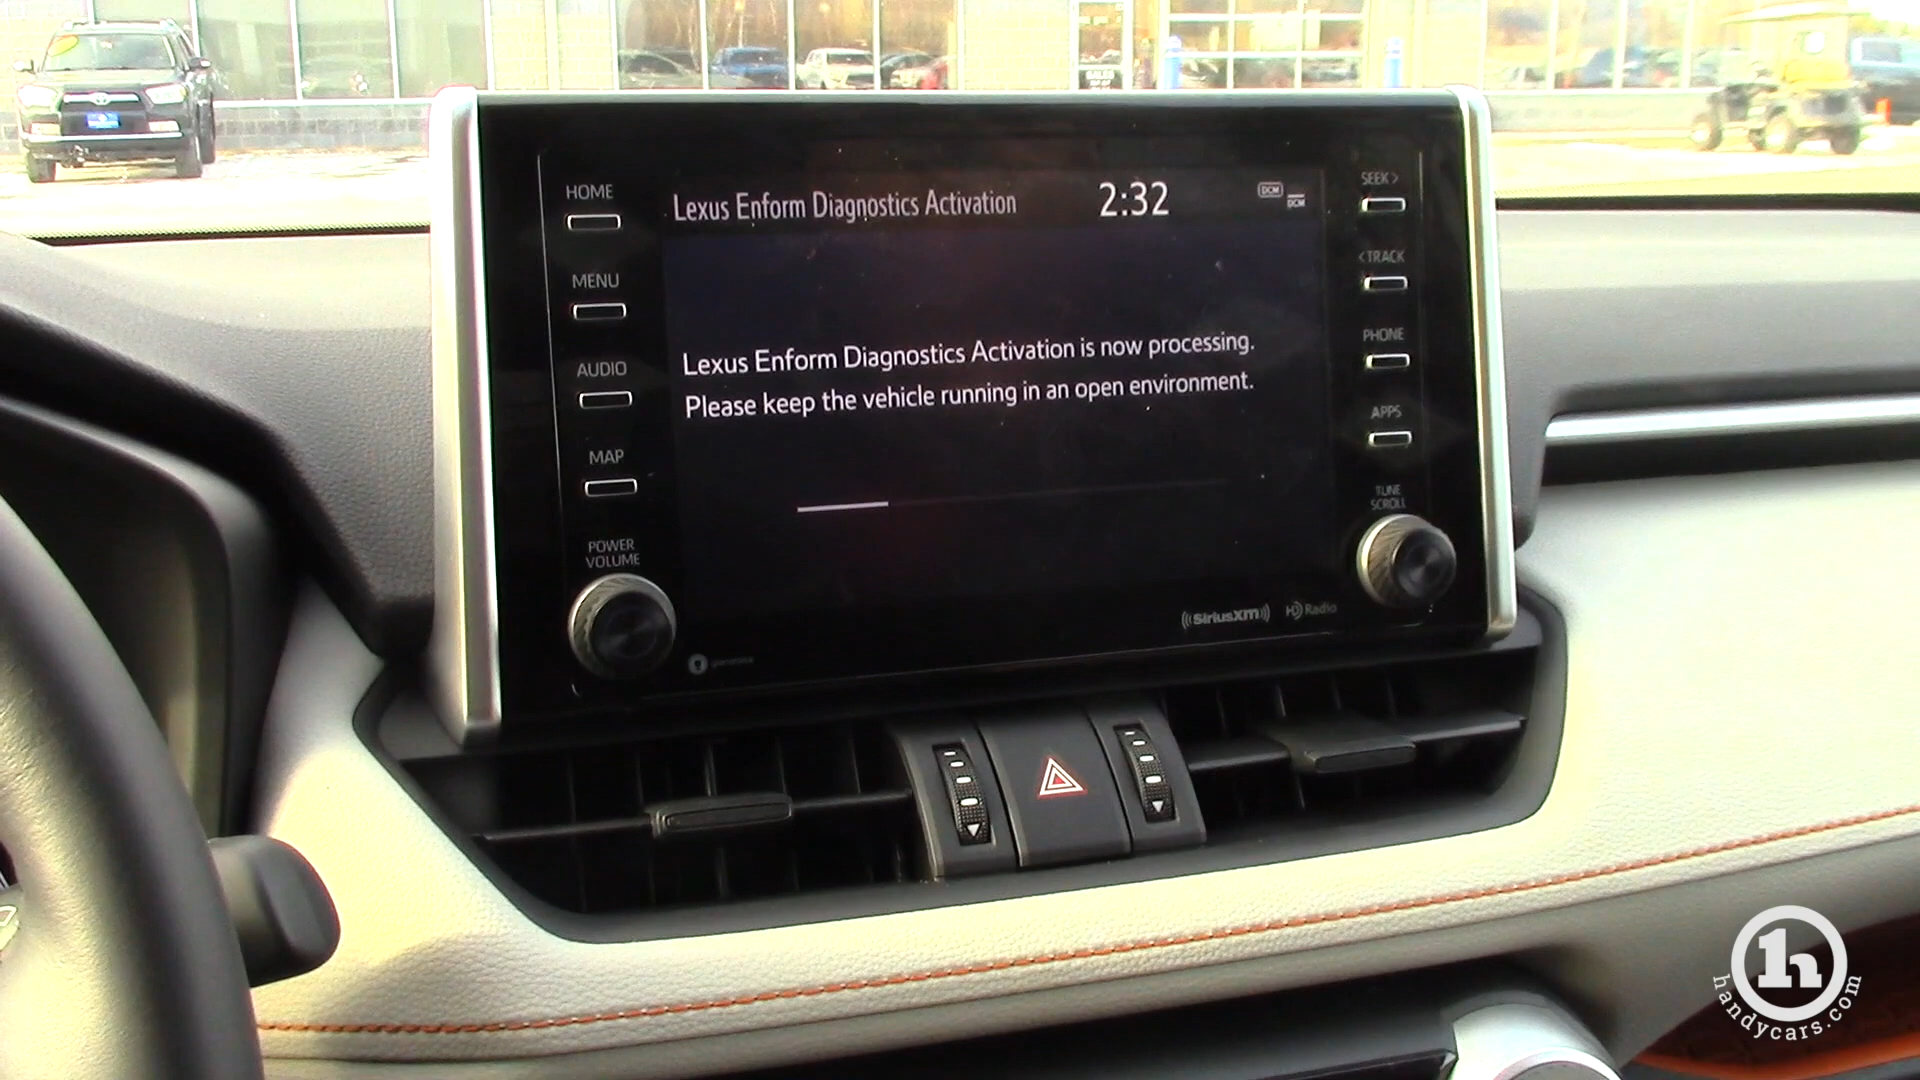 Lexus Enform Diagnostics Activation
2:32
DCM
DCM
Lexus Enform Diagnostics Activation is now processing.
Please keep the vehicle running in an open environment.
HOME
MENU
AUDIO
MAP
POWER
VOLUME
SEEK >
< TRACK
PHONE
APPS
TUNE
SCROLL
((SiriusXM))
HD Radio
h
handycars.com